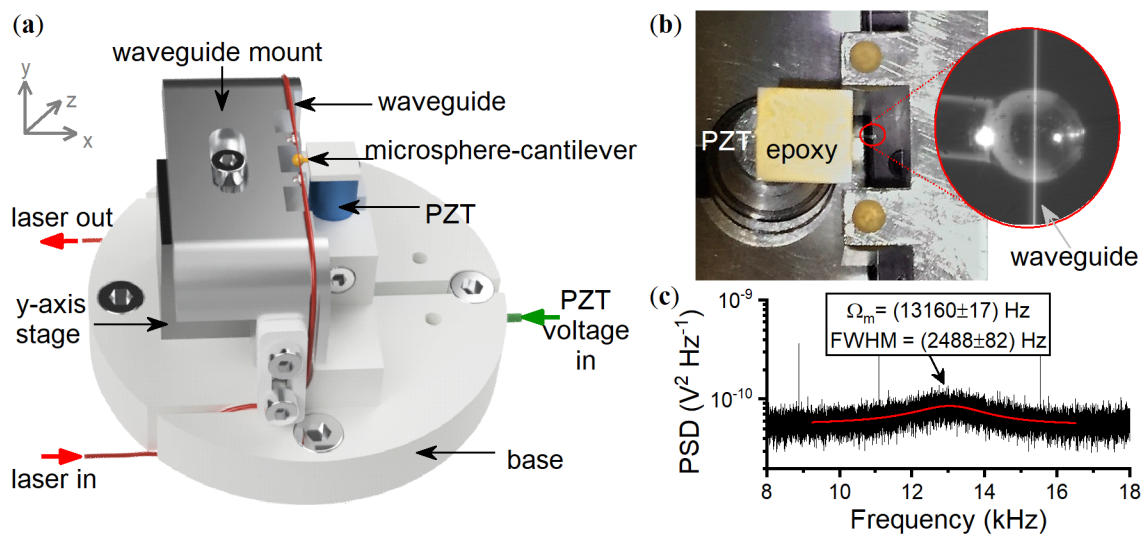 (a)
waveguide mount
y
z
x
waveguide
microsphere-cantilever
PZT
laser out
y-axis
stage
PZT
voltage
in
laser in
base
(b)
PZT
epoxy
waveguide
(c)
10⁻⁹
Ωₘ= (13160±17) Hz
FWHM = (2488±82) Hz
10⁻¹⁰
PSD (V² Hz⁻¹)
8 10 12 14 16 18
Frequency (kHz)